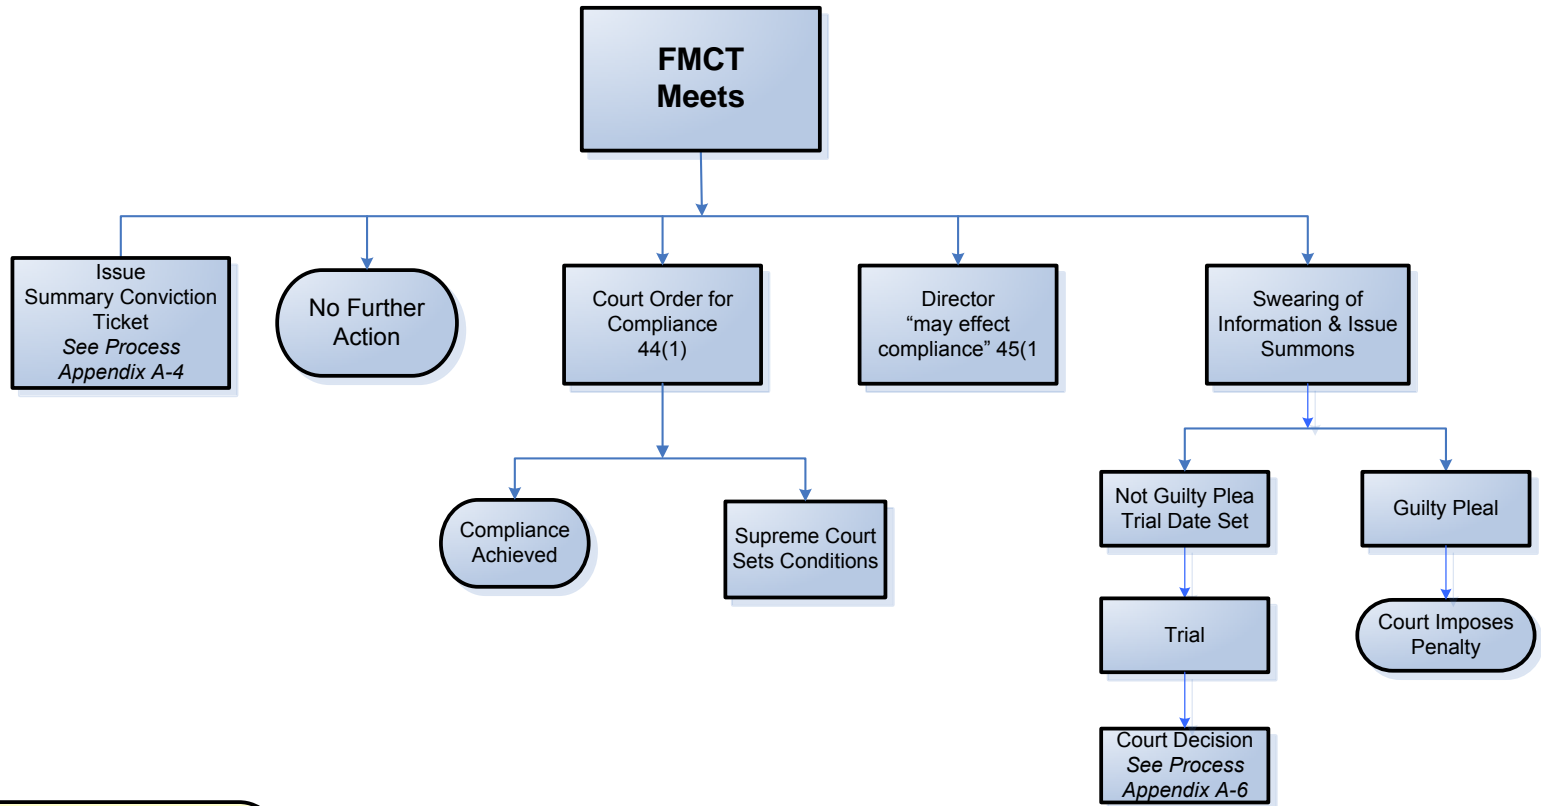 FMCT
Meets
Issue
Summary Conviction
Ticket
See Process
Appendix A-4
No Further
Action
Court Order for
Compliance
44(1)
Director
“may effect
compliance” 45(1
Swearing of
Information & Issue
Summons
Compliance
Achieved
Supreme Court
Sets Conditions
Not Guilty Plea
Trial Date Set
Guilty Pleal
Trial
Court Imposes
Penalty
Court Decision
See Process
Appendix A-6